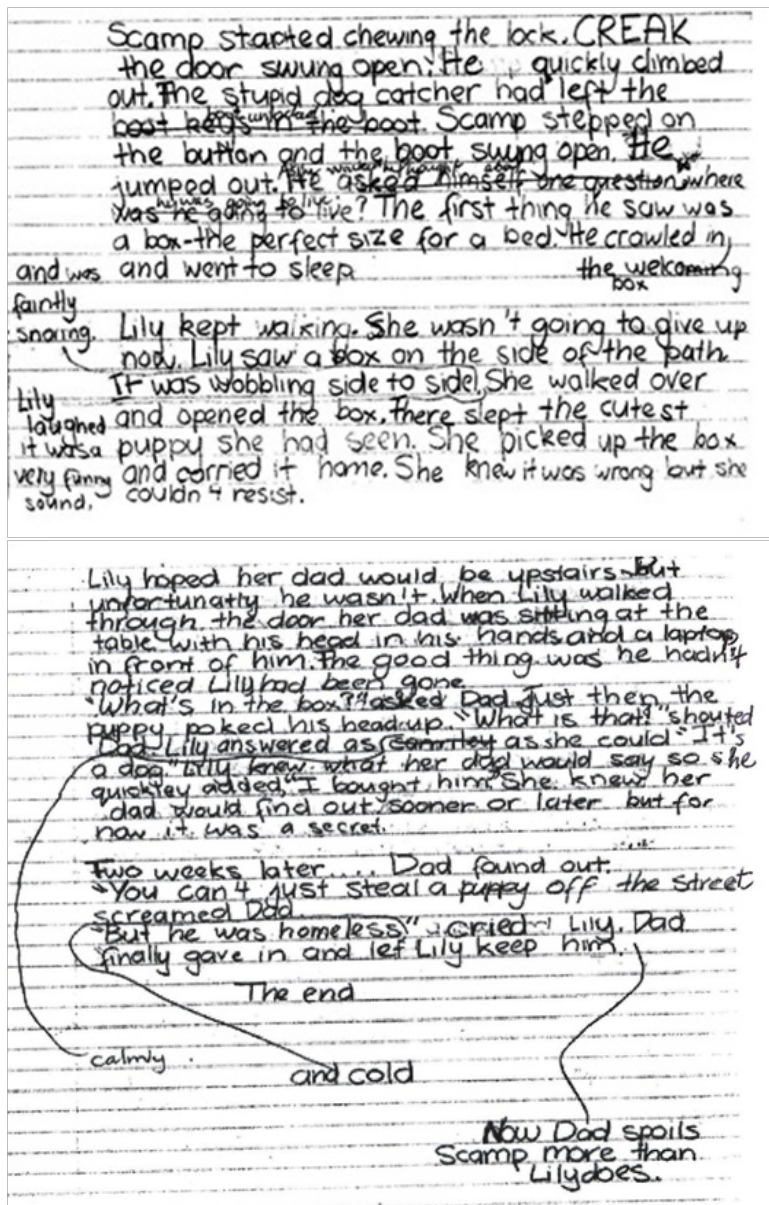 Scamp started chewing the lock. CREAK
the door swung open. He quickly climbed
out. The stupid dog catcher had left the
boot unlocked
boot keys in the boot. Scamp stepped on
the button and the boot swung open. He
jumped out. He asked himself one question where
he was going to live
was he going to live? The first thing he saw was
a box-the perfect size for a bed. He crawled in
and went to sleep
the welcoming
box
and was
faintly
snoring.
Lily kept walking. She wasn't going to give up
now. Lily saw a box on the side of the path.
It was wobbling side to side. She walked over
and opened the box. There slept the cutest
puppy she had seen. She picked up the box
and carried it home. She knew it was wrong but she
couldn't resist.
Lily
laughed
it was a
very funny
sound.
Lily hoped her dad would be upstairs but
unfortunatly he wasn't. When Lily walked
through the door her dad was sitting at the
table with his head in his hands and a laptop
in front of him. The good thing was he hadn't
noticed Lily had been gone
"What's in the box?" asked Dad. Just then the
puppy poked his head up. "What is that?" shouted
Dad. Lily answered as as she could "It's
a dog." Lily knew what her dad would say so she
quickley added, "I bought him." She knew her
dad would find out sooner or later but for
now it was a secret.
Two weeks later.... Dad found out.
"You can't just steal a puppy off the street
screamed Dad.
"But he was homeless" cried Lily. Dad
finally gave in and let Lily keep him.
The end
calmly
and cold
Now Dad spoils
Scamp more than
Lily does.